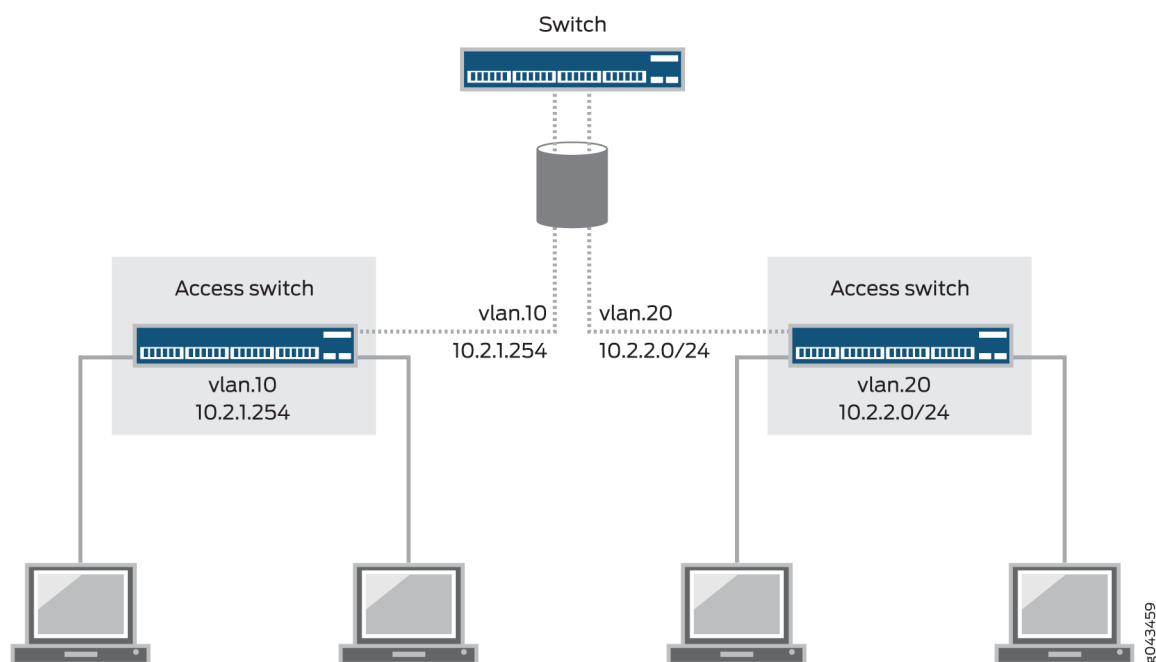 Switch
Access switch
vlan.10
10.2.1.254
vlan.10
10.2.1.254
vlan.20
10.2.2.0/24
Access switch
vlan.20
10.2.2.0/24
g043459